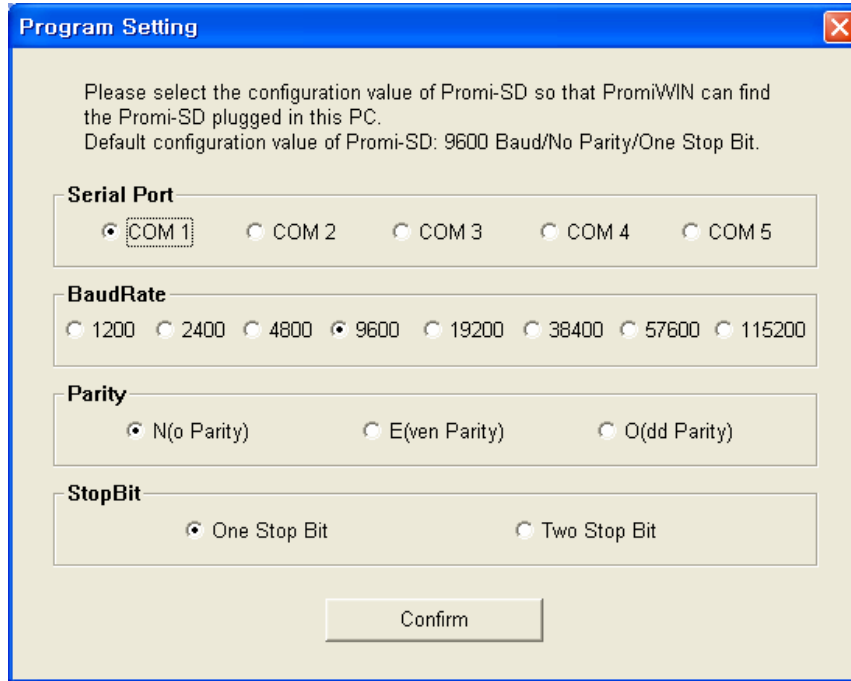 Program Setting
Please select the configuration value of Promi-SD so that PromiWIN can find
the Promi-SD plugged in this PC.
Default configuration value of Promi-SD: 9600 Baud/No Parity/One Stop Bit.
Serial Port
COM 1 COM 2 COM 3 COM 4 COM 5
BaudRate
1200 2400 4800 9600 19200 38400 57600 115200
Parity
N(o Parity) E(ven Parity) O(dd Parity)
StopBit
One Stop Bit Two Stop Bit
Confirm